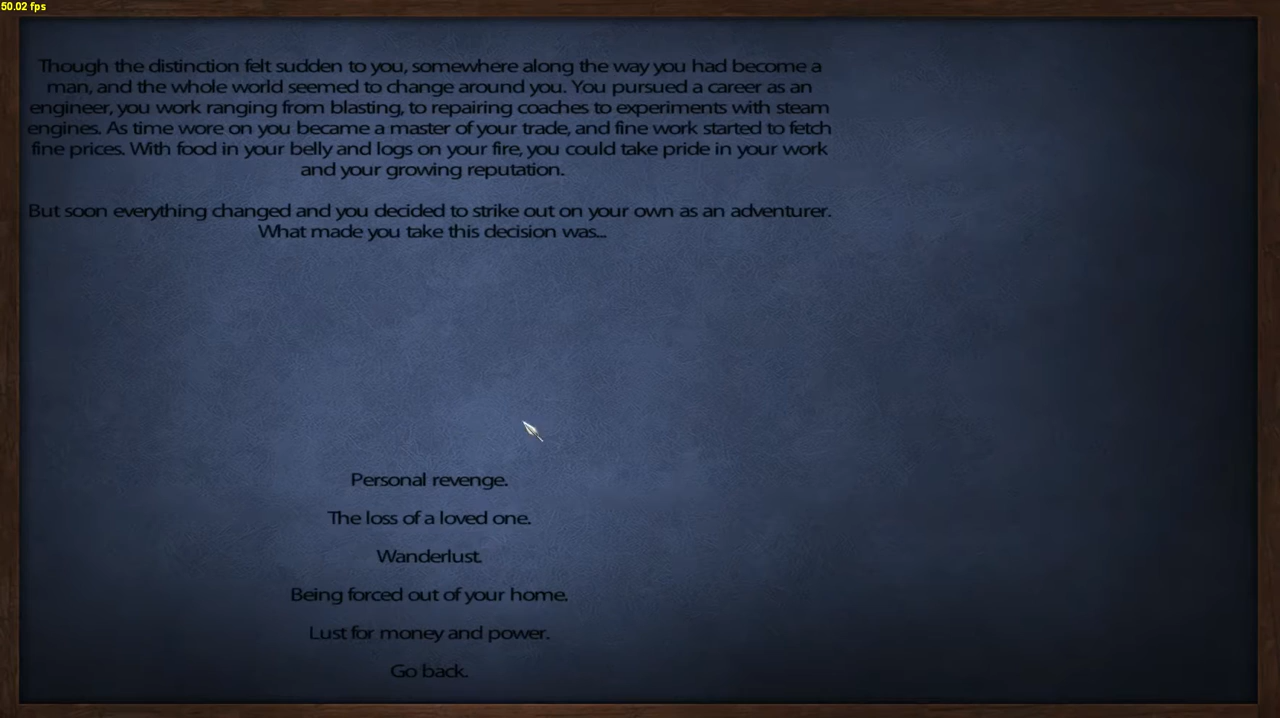 50.02 fps
Though the distinction felt sudden to you, somewhere along the way you had become a
man, and the whole world seemed to change around you. You pursued a career as an
engineer, you work ranging from blasting, to repairing coaches to experiments with steam
engines. As time wore on you became a master of your trade, and fine work started to fetch
fine prices. With food in your belly and logs on your fire, you could take pride in your work
and your growing reputation.
But soon everything changed and you decided to strike out on your own as an adventurer.
What made you take this decision was...
Personal revenge.
The loss of a loved one.
Wanderlust.
Being forced out of your home.
Lust for money and power.
Go back.